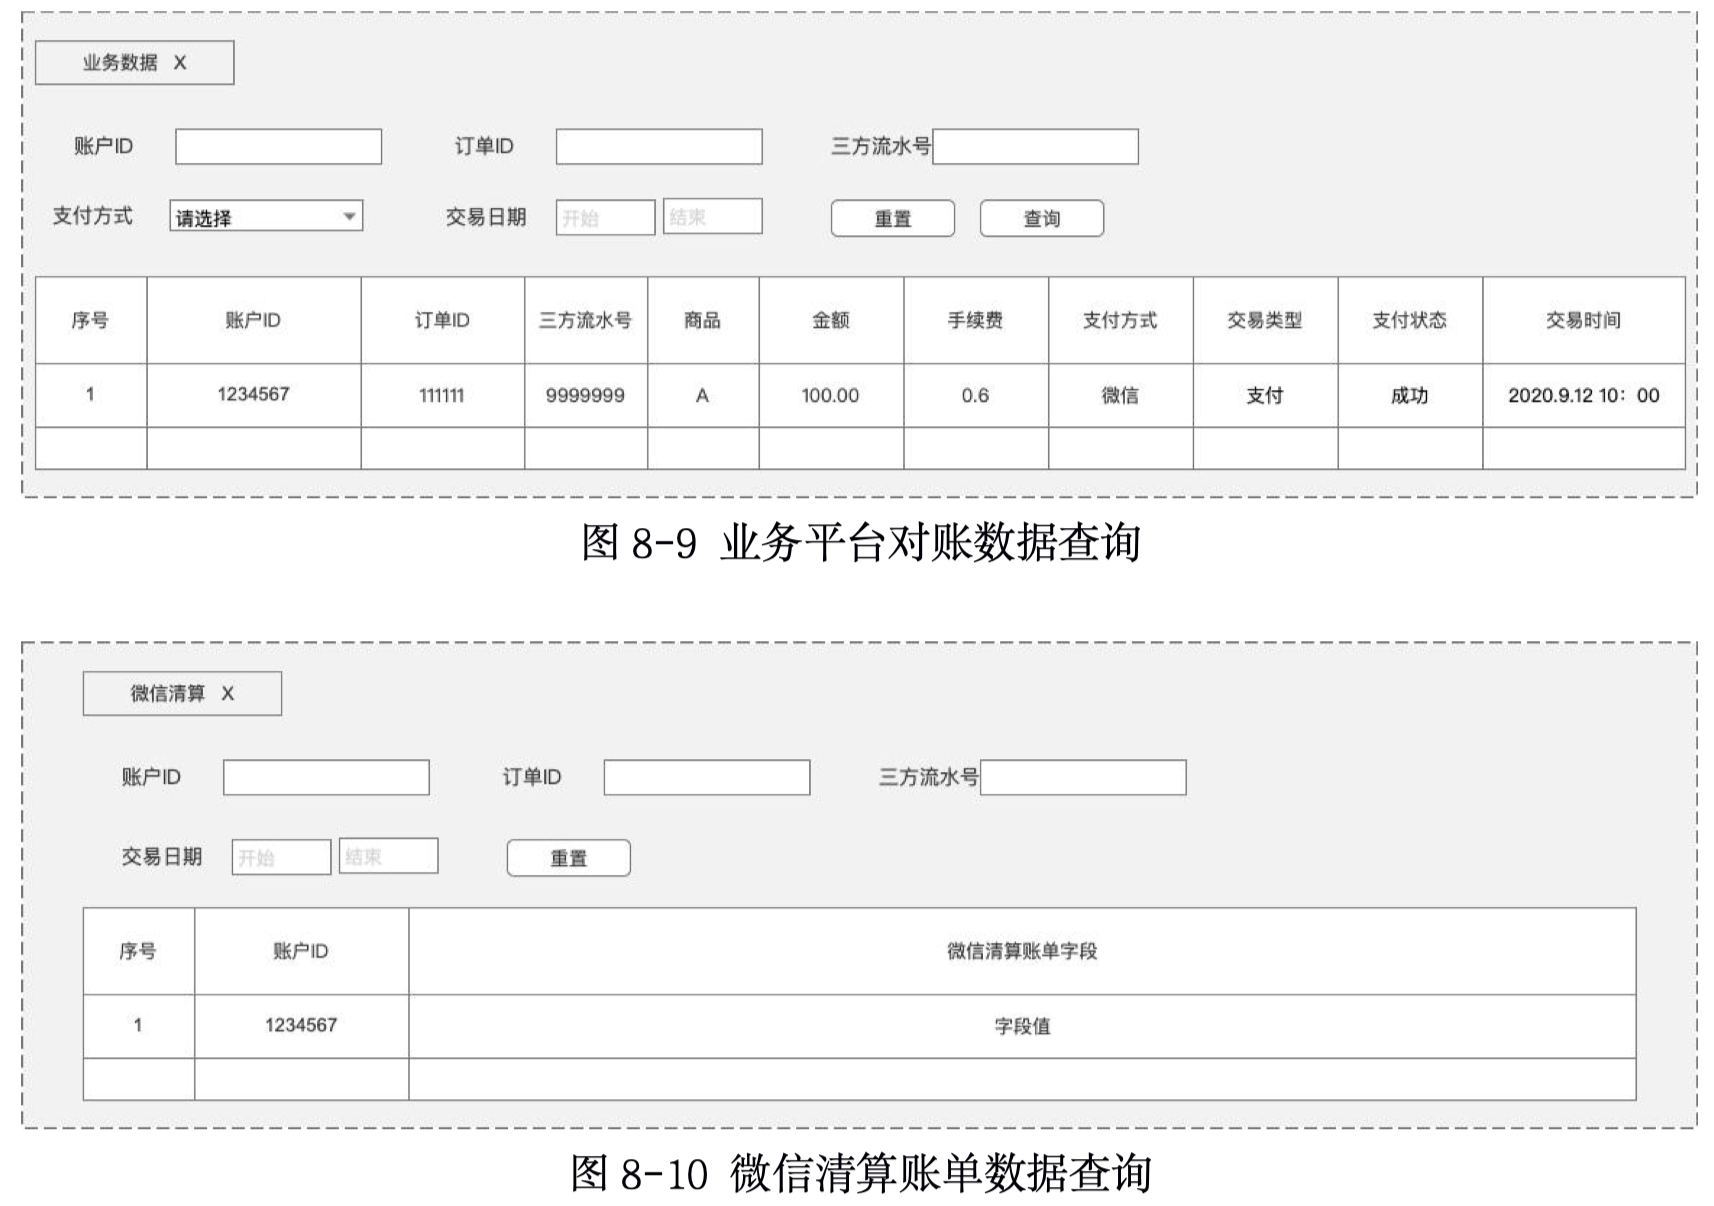 业务数据 X
账户ID 订单ID 三方流水号
支付方式 请选择 交易日期 开始 结束 重置 查询
序号 账户ID 订单ID 三方流水号 商品 金额 手续费 支付方式 交易类型 支付状态 交易时间
1 1234567 111111 9999999 A 100.00 0.6 微信 支付 成功 2020.9.12 10：00
图 8-9 业务平台对账数据查询
微信清算 X
账户ID 订单ID 三方流水号
交易日期 开始 结束 重置
序号 账户ID 微信清算账单字段
1 1234567 字段值
图 8-10 微信清算账单数据查询